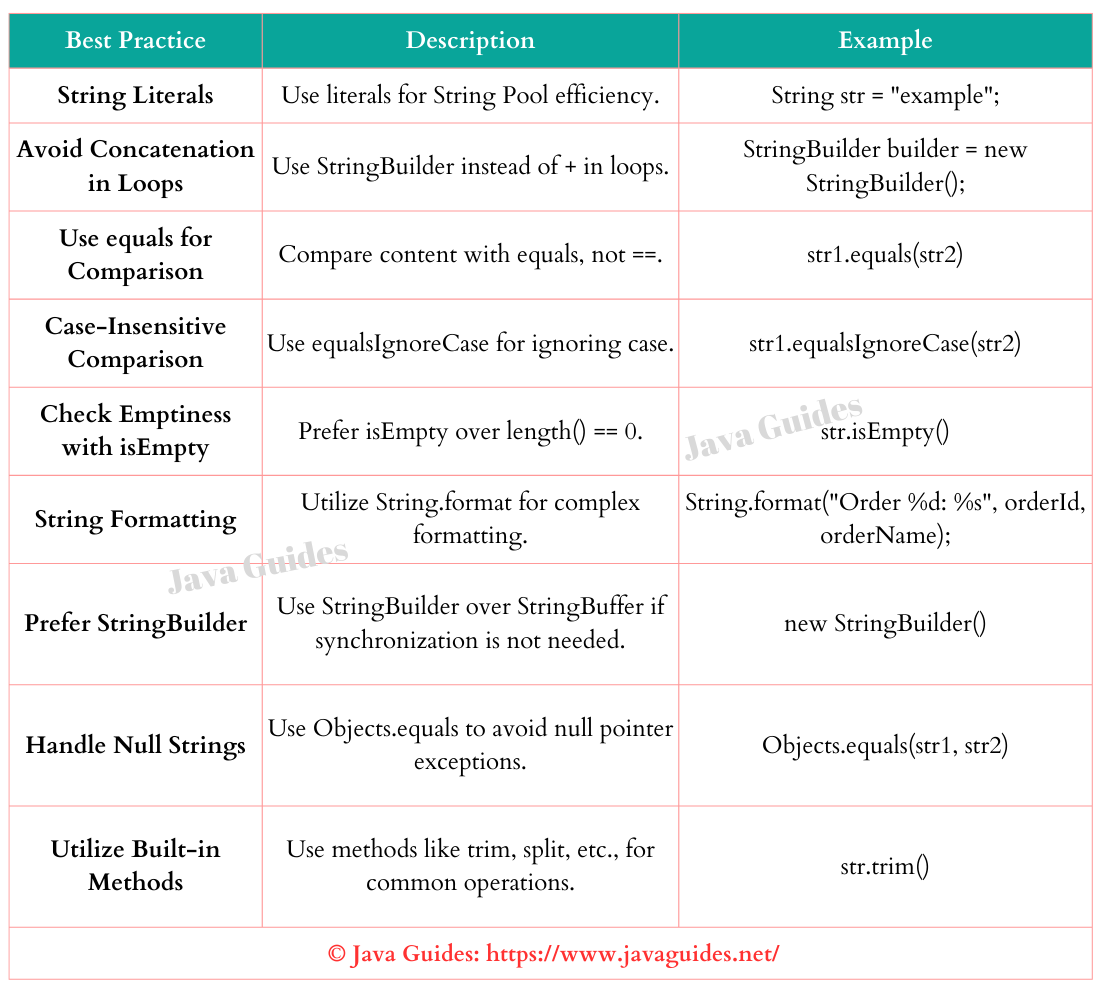 Best Practice Description Example
String Literals Use literals for String Pool efficiency. String str = "example";
Avoid Concatenation
in Loops
Use StringBuilder instead of + in loops.
StringBuilder builder = new
StringBuilder();
Use equals for
Comparison
Compare content with equals, not ==.
str1.equals(str2)
Case-Insensitive
Comparison
Use equalsIgnoreCase for ignoring case.
str1.equalsIgnoreCase(str2)
Check Emptiness
with isEmpty
Prefer isEmpty over length() == 0.
str.isEmpty()
Java Guides
String Formatting
Utilize String.format for complex
formatting.
String.format("Order %d: %s", orderId,
orderName);
Java Guides
Prefer StringBuilder
Use StringBuilder over StringBuffer if
synchronization is not needed.
new StringBuilder()
Handle Null Strings
Use Objects.equals to avoid null pointer
exceptions.
Objects.equals(str1, str2)
Utilize Built-in
Methods
Use methods like trim, split, etc., for
common operations.
str.trim()
© Java Guides: https://www.javaguides.net/